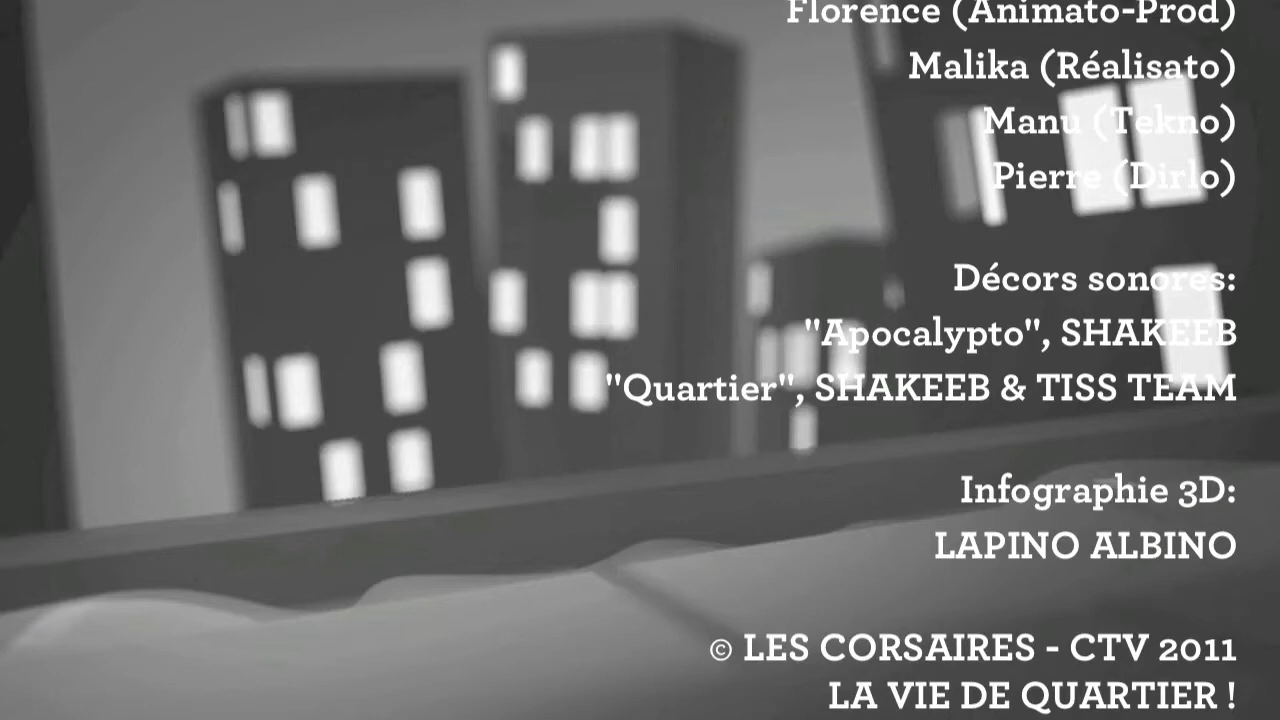 Florence (Animato-Prod)
Malika (Réalisato)
Manu (Tekno)
Pierre (Dirlo)
Décors sonores:
"Apocalypto", SHAKEEB
"Quartier", SHAKEEB & TISS TEAM
Infographie 3D:
LAPINO ALBINO
© LES CORSAIRES - CTV 2011
LA VIE DE QUARTIER !